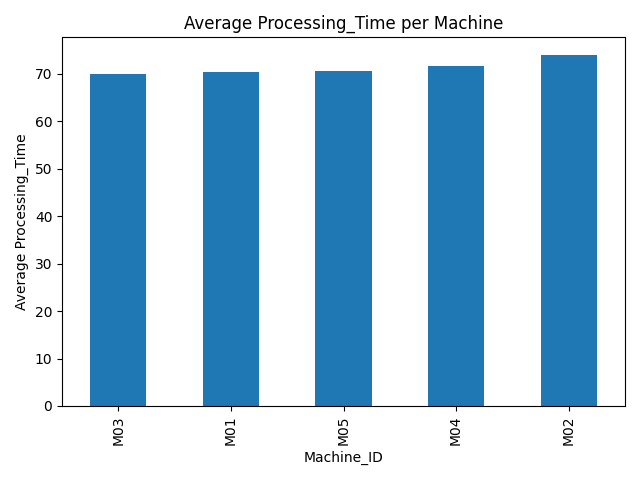 Average Processing_Time per Machine
Average Processing_Time
70
60
50
40
30
20
10
0
M03
M01
M05
M04
M02
Machine_ID